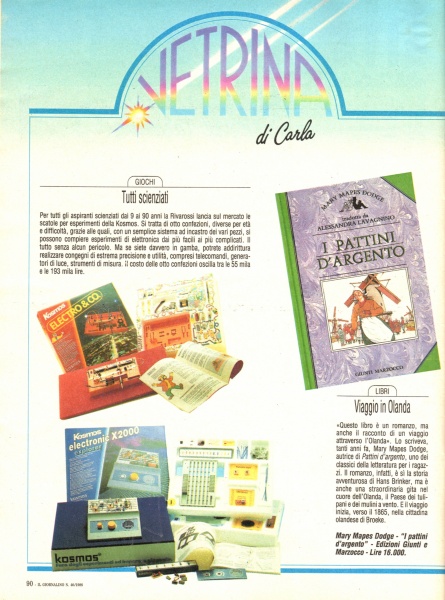 VETRINA
di Carla
GIOCHI
Tutti scienziati
Per tutti gli aspiranti scienziati dai 9 ai 90 anni la Rivarossi lancia sul mercato le
scatole per esperimenti della Kosmos. Si tratta di otto confezioni, diverse per età
e difficoltà, grazie alle quali, con un semplice sistema ad incastro dei vari pezzi, si
possono compiere esperimenti di elettronica dai più facili ai più complicati. Il
tutto senza alcun pericolo. Ma se siete davvero in gamba, potrete addirittura
realizzare congegni di estrema precisione e utilità, compresi telecomandi, genera-
tori di luce, strumenti di misura. Il costo delle otto confezioni oscilla tra le 55 mila
e le 193 mila lire.
MARY MAPES DODGE
tradotto da
ALESSANDRA LAVAGNINO
I PATTINI
D'ARGENTO
GIUNTI MARZOCCO
Kosmos
ELECTRO & CO.
LIBRI
Viaggio in Olanda
«Questo libro è un romanzo, ma
anche il racconto di un viaggio
attraverso l'Olanda». Lo scrivева,
tanti anni fa, Mary Mapes Dodge,
autrice di Pattini d'argento, uno dei
classici della letteratura per i ragaz-
zi. Il romanzo, infatti, è sì la storia
avventurosa di Hans Brinker, ma è
anche una straordinaria gita nel
cuore dell'Olanda, il Paese dei tuli-
pani e dei mulini a vento. E il viaggio
inizia, verso il 1865, nella cittadina
olandese di Broeke.
Mary Mapes Dodge - "I pattini
d'argento" - Edizioni Giunti e
Marzocco - Lire 16.000.
Kosmos
electronic X2000
kosmos
90 - IL GIORNALINO N. 16/1988